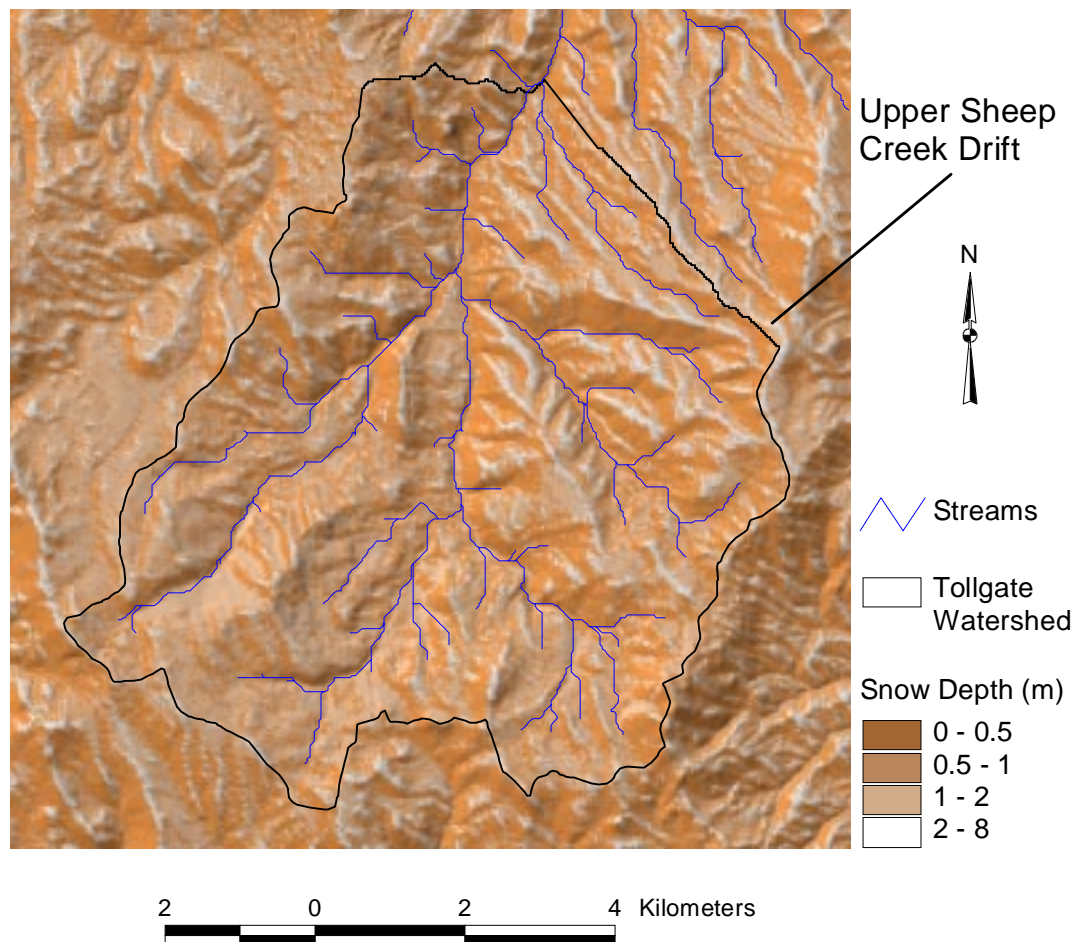 Upper Sheep
Creek Drift
N
Streams
Tollgate
Watershed
Snow Depth (m)
0 - 0.5
0.5 - 1
1 - 2
2 - 8
2 0 2 4 Kilometers